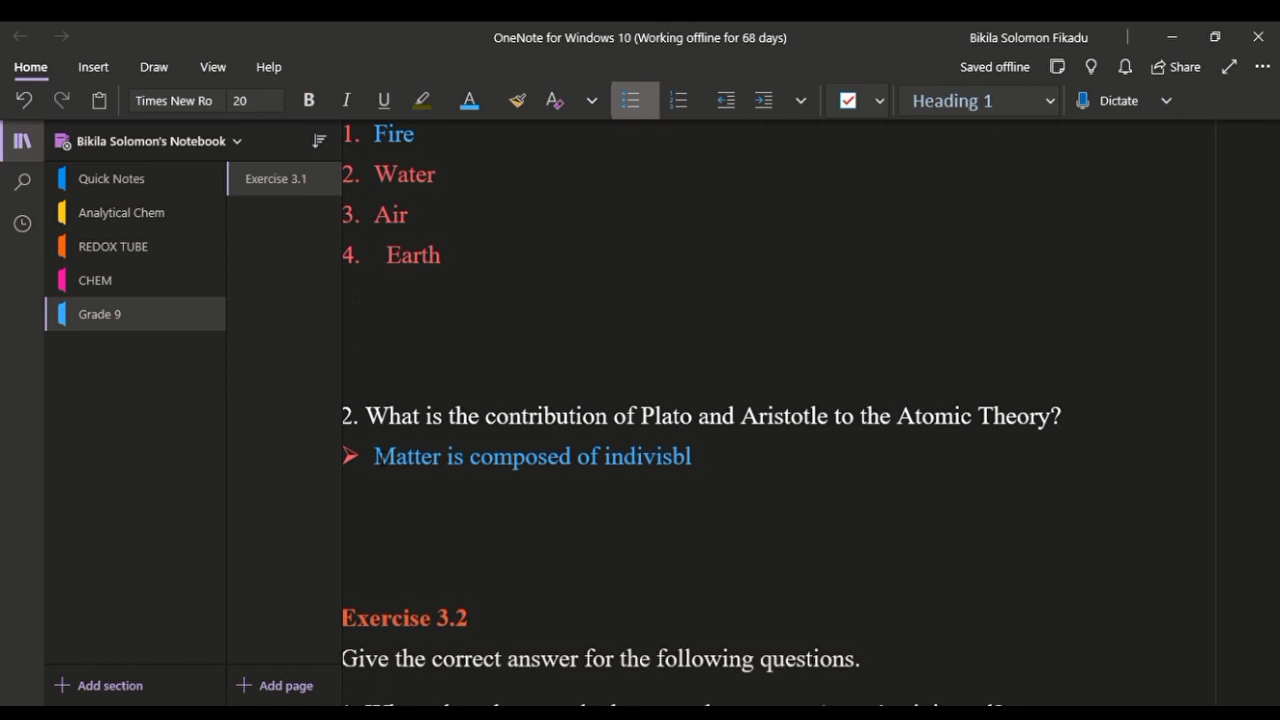 OneNote for Windows 10 (Working offline for 68 days)
Bikila Solomon Fikadu
Home Insert Draw View Help
Saved offline
Share
Times New Ro 20
B I U A A
Heading 1
Dictate
Bikila Solomon's Notebook
Quick Notes
Analytical Chem
REDOX TUBE
CHEM
Grade 9
Exercise 3.1
1. Fire
2. Water
3. Air
4. Earth
2. What is the contribution of Plato and Aristotle to the Atomic Theory?
➤ Matter is composed of indivisbl
Exercise 3.2
Give the correct answer for the following questions.
Add section
Add page